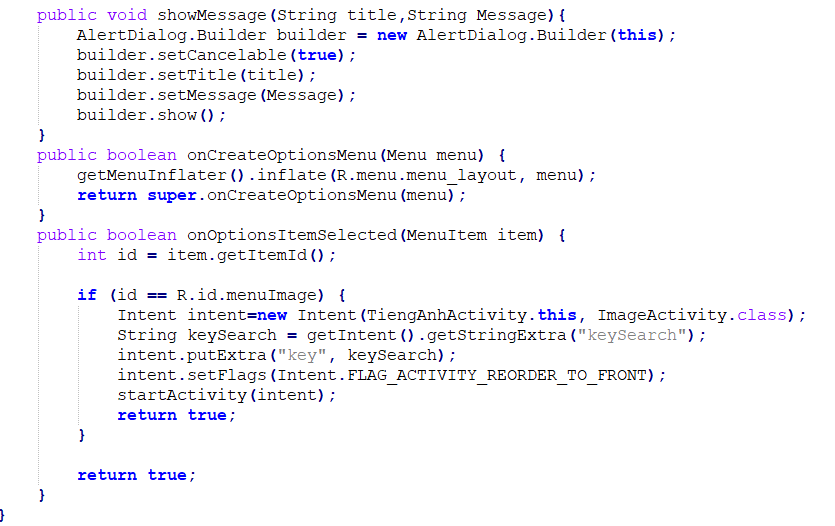 public void showMessage(String title,String Message){
AlertDialog.Builder builder = new AlertDialog.Builder(this);
builder.setCancelable(true);
builder.setTitle(title);
builder.setMessage(Message);
builder.show();
}
public boolean onCreateOptionsMenu(Menu menu) {
getMenuInflater().inflate(R.menu.menu_layout, menu);
return super.onCreateOptionsMenu(menu);
}
public boolean onOptionsItemSelected(MenuItem item) {
int id = item.getItemId();
if (id == R.id.menuImage) {
Intent intent=new Intent(TiengAnhActivity.this, ImageActivity.class);
String keySearch = getIntent().getStringExtra("keySearch");
intent.putExtra("key", keySearch);
intent.setFlags(Intent.FLAG_ACTIVITY_REORDER_TO_FRONT);
startActivity(intent);
return true;
}
return true;
}
}